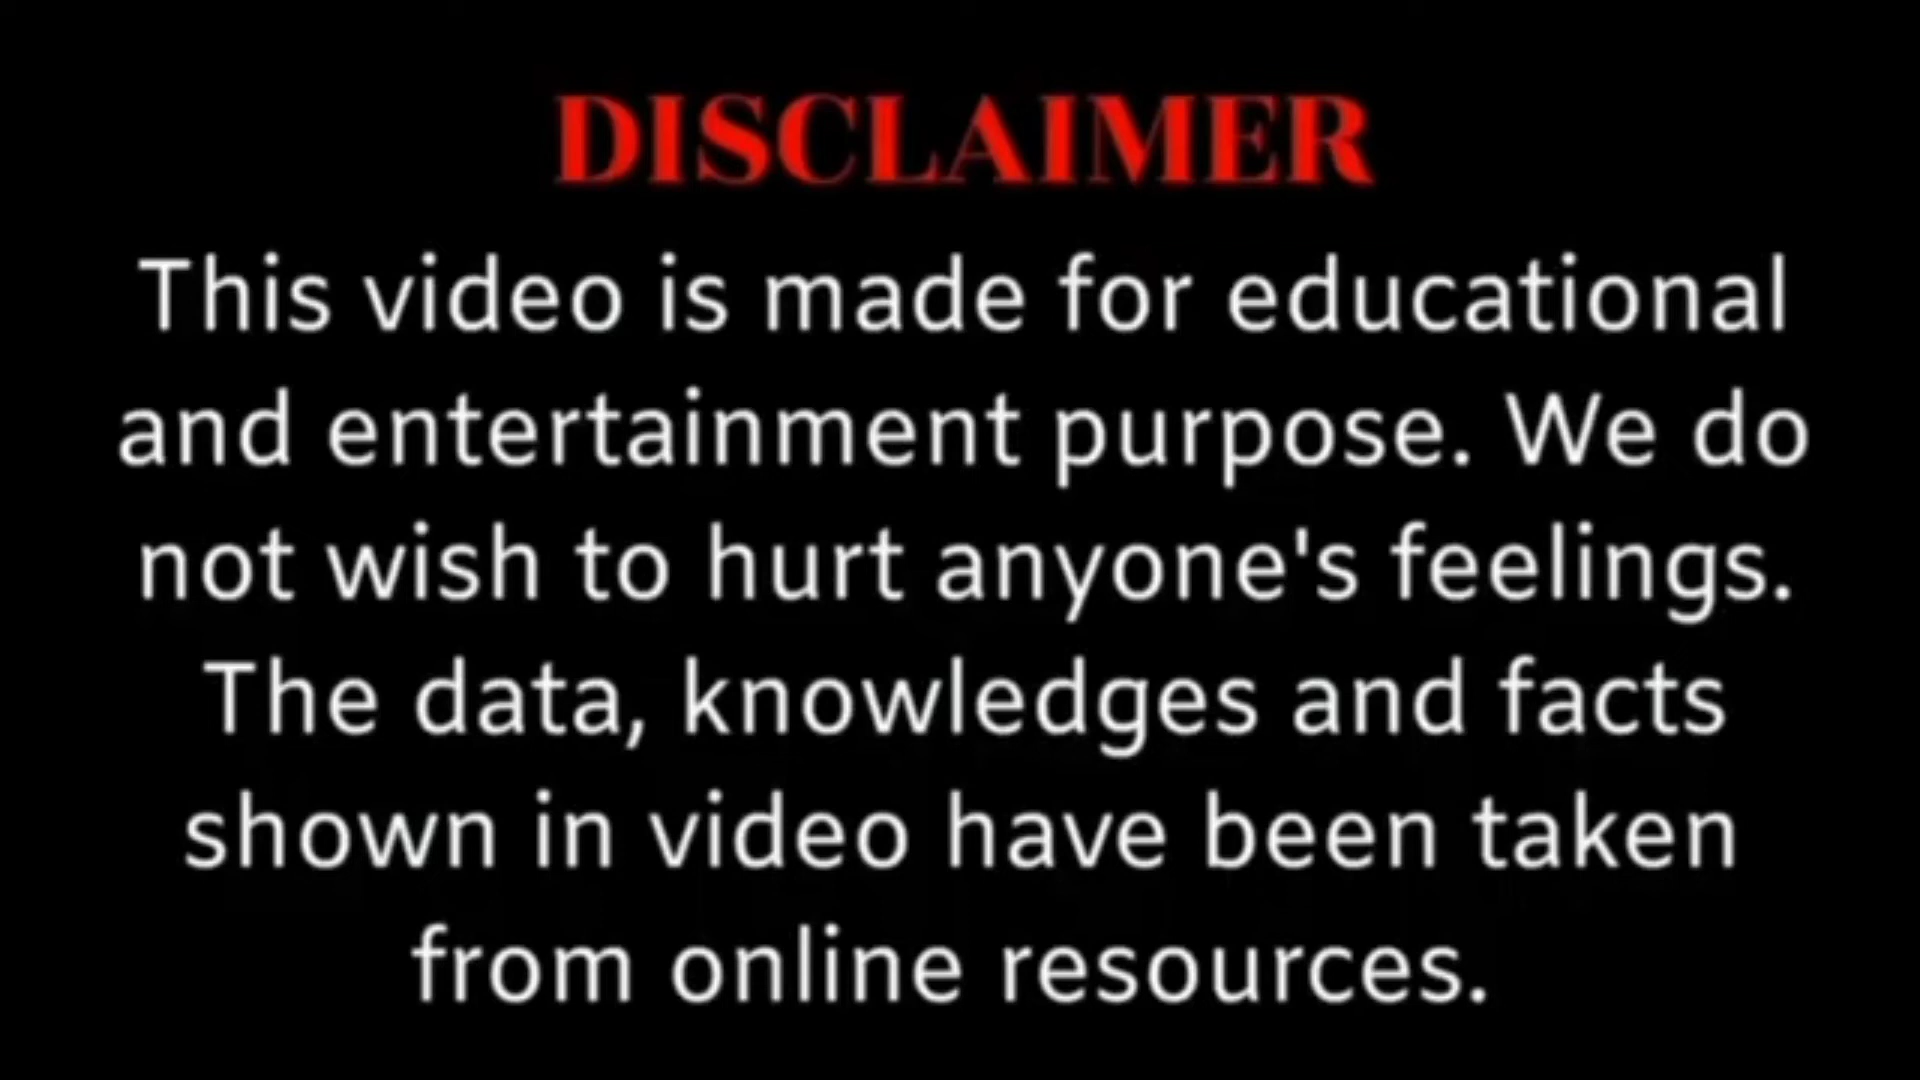 DISCLAIMER
This video is made for educational
and entertainment purpose. We do
not wish to hurt anyone's feelings.
The data, knowledges and facts
shown in video have been taken
from online resources.